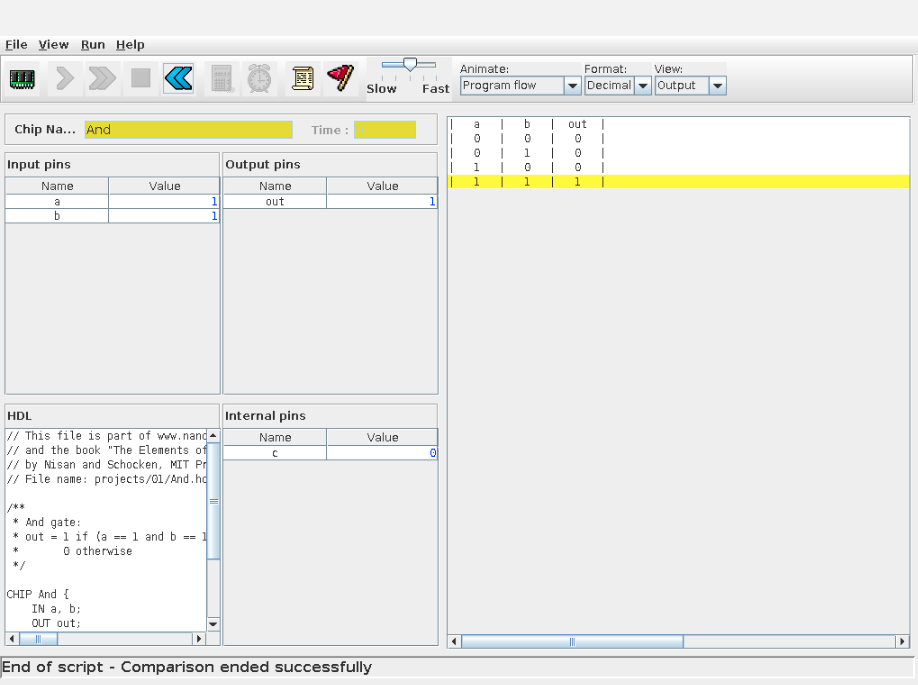 File View Run Help
Slow Fast
Animate: Format: View:
Program flow Decimal Output
Chip Na... And Time :
Input pins
Name Value
a 1
b 1
Output pins
Name Value
out 1
HDL
// This file is part of www.nand
// and the book "The Elements of
// by Nisan and Schocken, MIT Pr
// File name: projects/01/And.hd
/**
* And gate:
* out = 1 if (a == 1 and b == 1
* 0 otherwise
*/
CHIP And {
IN a, b;
OUT out;
Internal pins
Name Value
c 0
| a | b | out |
| 0 | 0 | 0 |
| 0 | 1 | 0 |
| 1 | 0 | 0 |
| 1 | 1 | 1 |
End of script - Comparison ended successfully